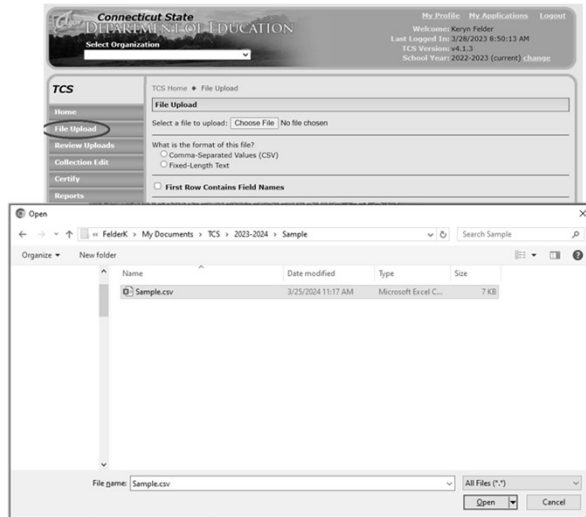 Connecticut State
DEPARTMENT OF EDUCATION
Select Organization
My Profile My Applications Logout
Welcome: Keryn Felder
Last Logged In: 3/28/2023 8:50:13 AM
TCS Version: v4.1.3
School Year: 2022-2023 (current) change
TCS
Home
File Upload
Review Uploads
Collection Edit
Certify
Reports
TCS Home File Upload
File Upload
Select a file to upload: Choose File No file chosen
What is the format of this file?
Comma-Separated Values (CSV)
Fixed-Length Text
First Row Contains Field Names
Open
« FelderK > My Documents > TCS > 2023-2024 > Sample
Search Sample
Organize New folder
Name Date modified Type Size
Sample.csv 3/25/2024 11:17 AM Microsoft Excel C... 7 KB
File name: Sample.csv All Files (*.*)
Open Cancel